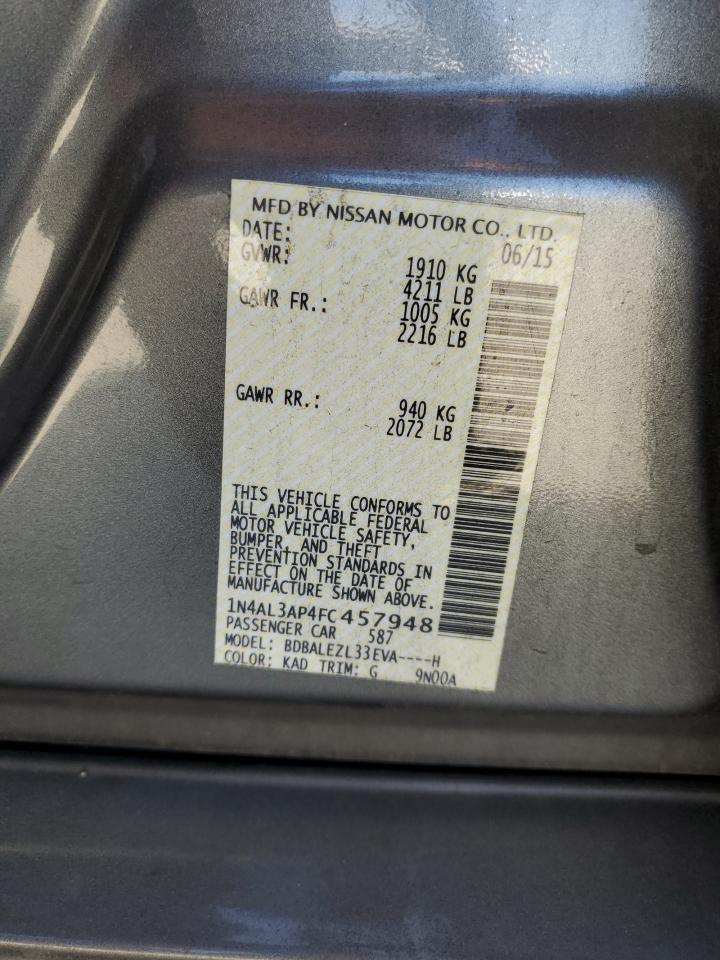 MFD BY NISSAN MOTOR CO., LTD.
DATE: 06/15
GVWR: 1910 KG
4211 LB
GAWR FR.: 1005 KG
2216 LB
GAWR RR.: 940 KG
2072 LB
THIS VEHICLE CONFORMS TO
ALL APPLICABLE FEDERAL
MOTOR VEHICLE SAFETY,
BUMPER, AND THEFT
PREVENTION STANDARDS IN
EFFECT ON THE DATE OF
MANUFACTURE SHOWN ABOVE.
1N4AL3AP4FC457948
PASSENGER CAR 587
MODEL: BDBALEZL33EVA----H
COLOR: KAD TRIM: G 9N00A